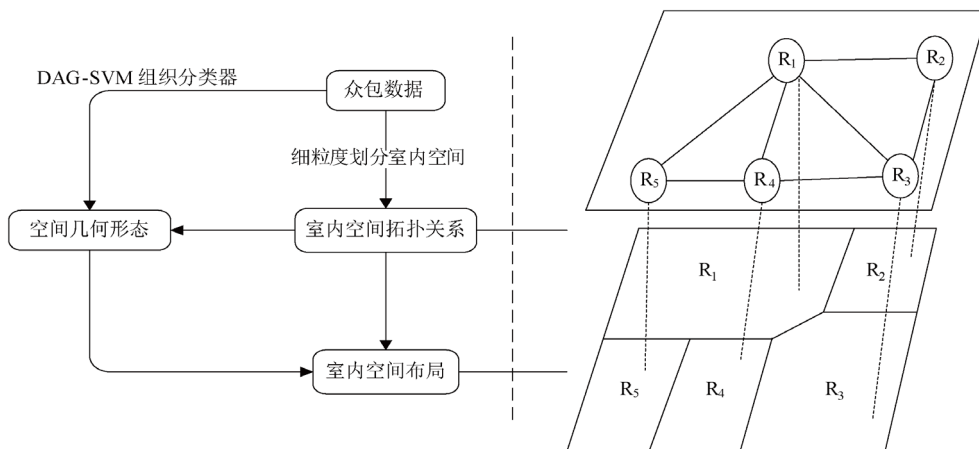 DAG-SVM 组织分类器
众包数据
细粒度划分室内空间
空间几何形态
室内空间拓扑关系
室内空间布局
R1
R2
R5
R4
R3
R1
R2
R5
R4
R3